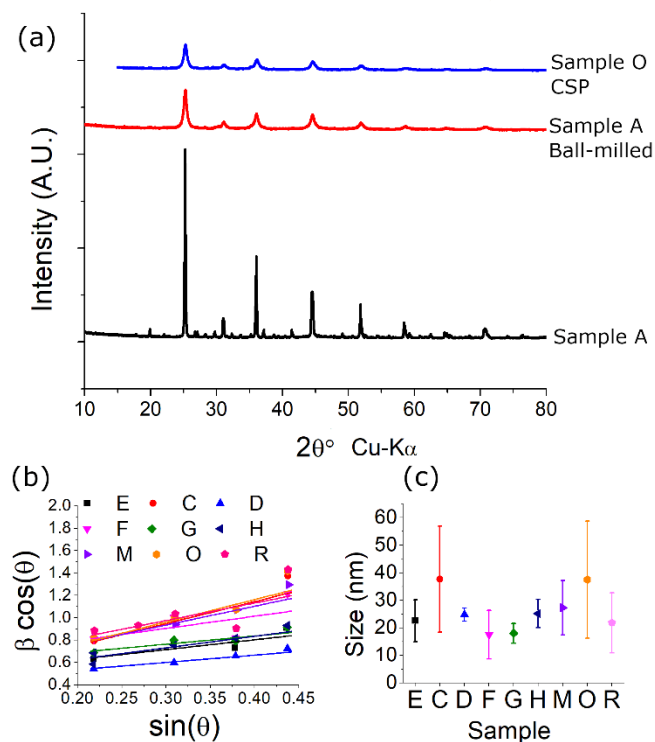 (a)
Intensity (A.U.)
Sample O
CSP
Sample A
Ball-milled
Sample A
10 20 30 40 50 60 70 80
2θ° Cu-Kα
(b)
E C D
F G H
M O R
β cos(θ)
2.0
1.8
1.6
1.4
1.2
1.0
0.8
0.6
0.4
0.20 0.25 0.30 0.35 0.40 0.45
sin(θ)
(c)
Size (nm)
60
50
40
30
20
10
0
E C D F G H M O R
Sample